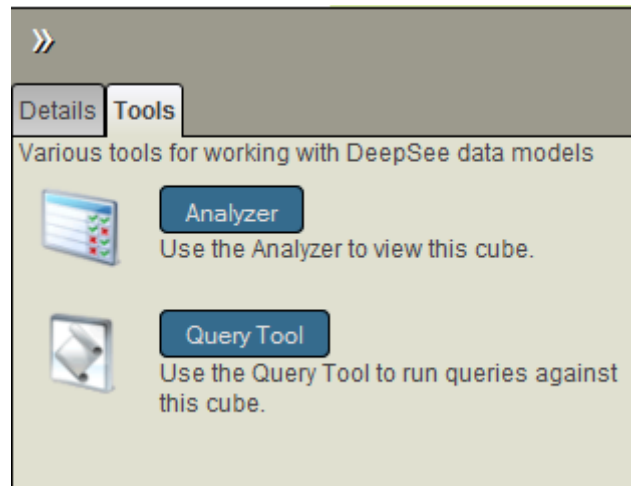 »
Details Tools
Various tools for working with DeepSee data models
Analyzer
Use the Analyzer to view this cube.
Query Tool
Use the Query Tool to run queries against
this cube.